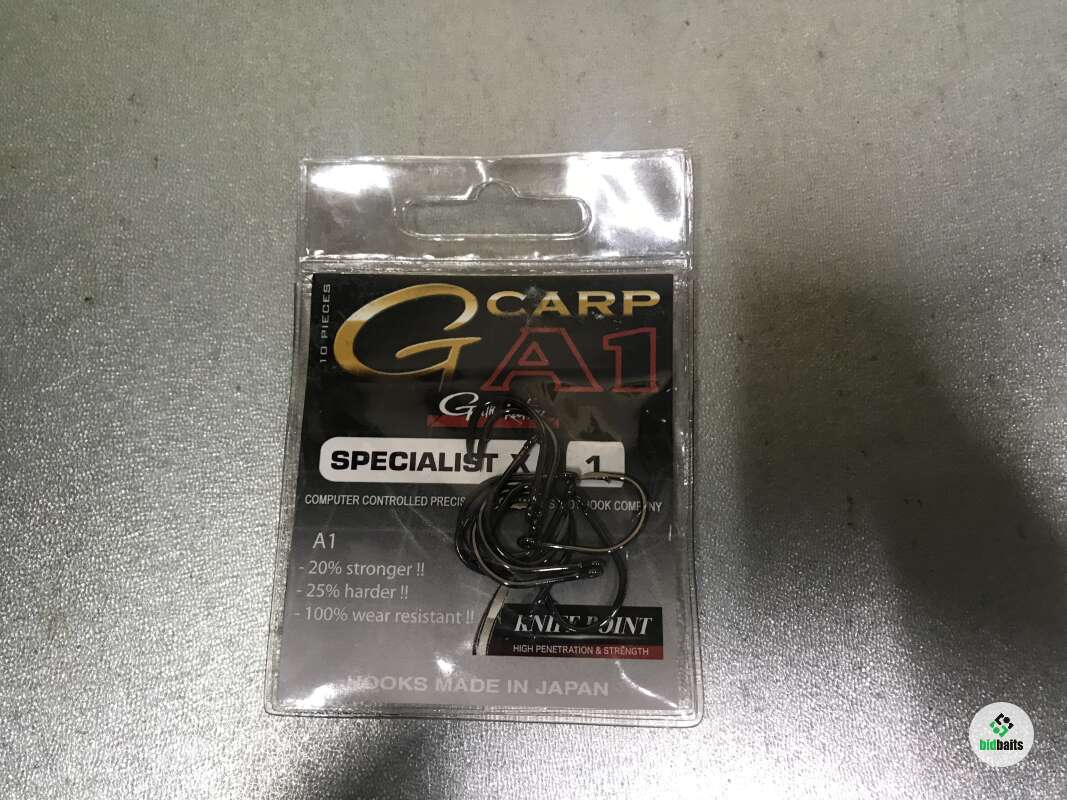 10 PIECES
G CARP
A1
SPECIALIST X 1
COMPUTER CONTROLLED HOOK COMPANY
A1
- 20% stronger !!
- 25% harder !!
- 100% wear resistant !!
KNIFE POINT
HIGH PENETRATION & STRENGTH
HOOKS MADE IN JAPAN
bidbaits